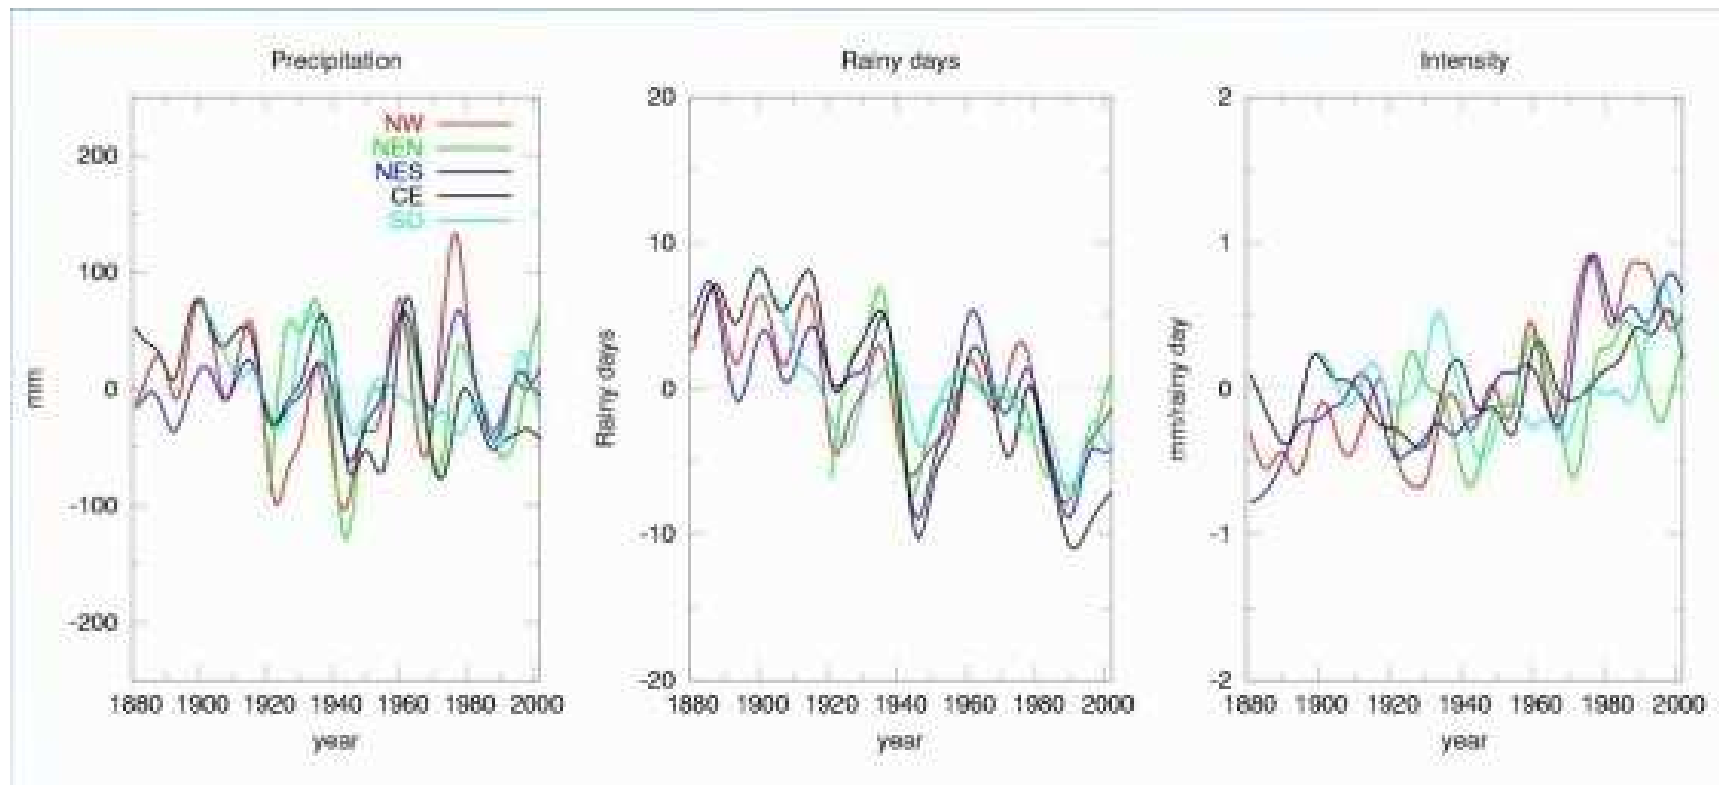 Precipitation
200
100
0
-100
-200
mm
NW
NEN
NES
CE
SO
1880 1900 1920 1940 1960 1980 2000
year
Rainy days
20
10
0
-10
-20
Rainy days
1880 1900 1920 1940 1960 1980 2000
year
Intensity
2
1
0
-1
-2
mm/rainy day
1880 1900 1920 1940 1960 1980 2000
year